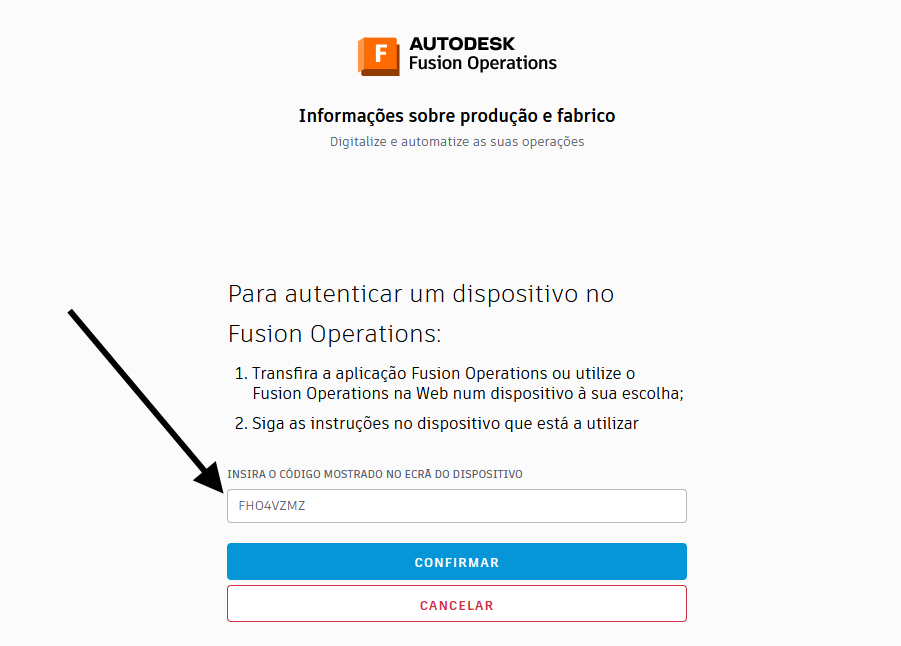 AUTODESK
Fusion Operations
Informações sobre produção e fabrico
Digitalize e automatize as suas operações
Para autenticar um dispositivo no
Fusion Operations:
1. Transfira a aplicação Fusion Operations ou utilize o
Fusion Operations na Web num dispositivo à sua escolha;
2. Siga as instruções no dispositivo que está a utilizar
INSIRA O CÓDIGO MOSTRADO NO ECRÃ DO DISPOSITIVO
FHO4VZMZ
CONFIRMAR
CANCELAR